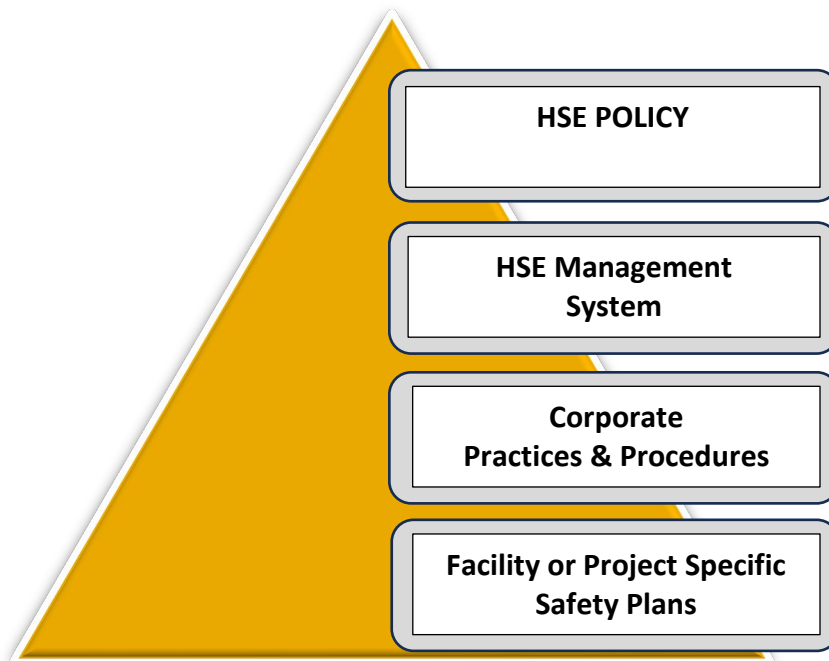 HSE POLICY
HSE Management
System
Corporate
Practices & Procedures
Facility or Project Specific
Safety Plans